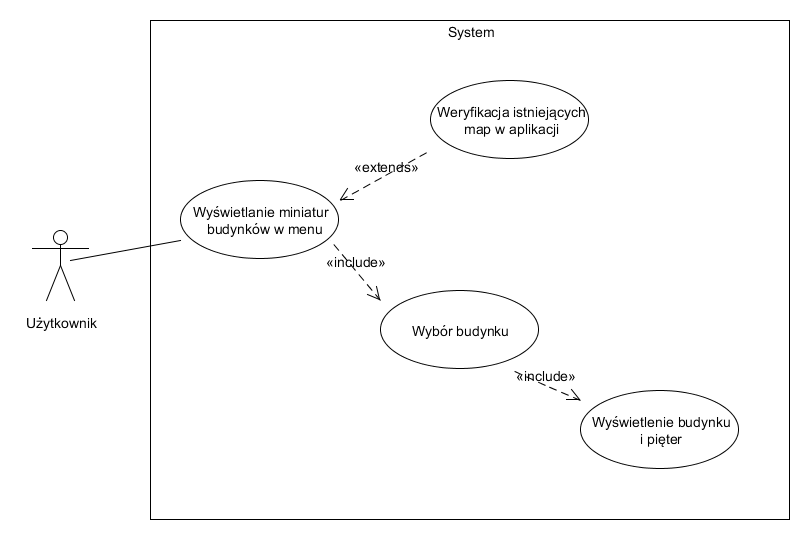 System
Weryfikacja istniejących
map w aplikacji
«extends»
Wyświetlanie miniatur
budynków w menu
«include»
Użytkownik
Wybór budynku
«include»
Wyświetlenie budynku
i pięter